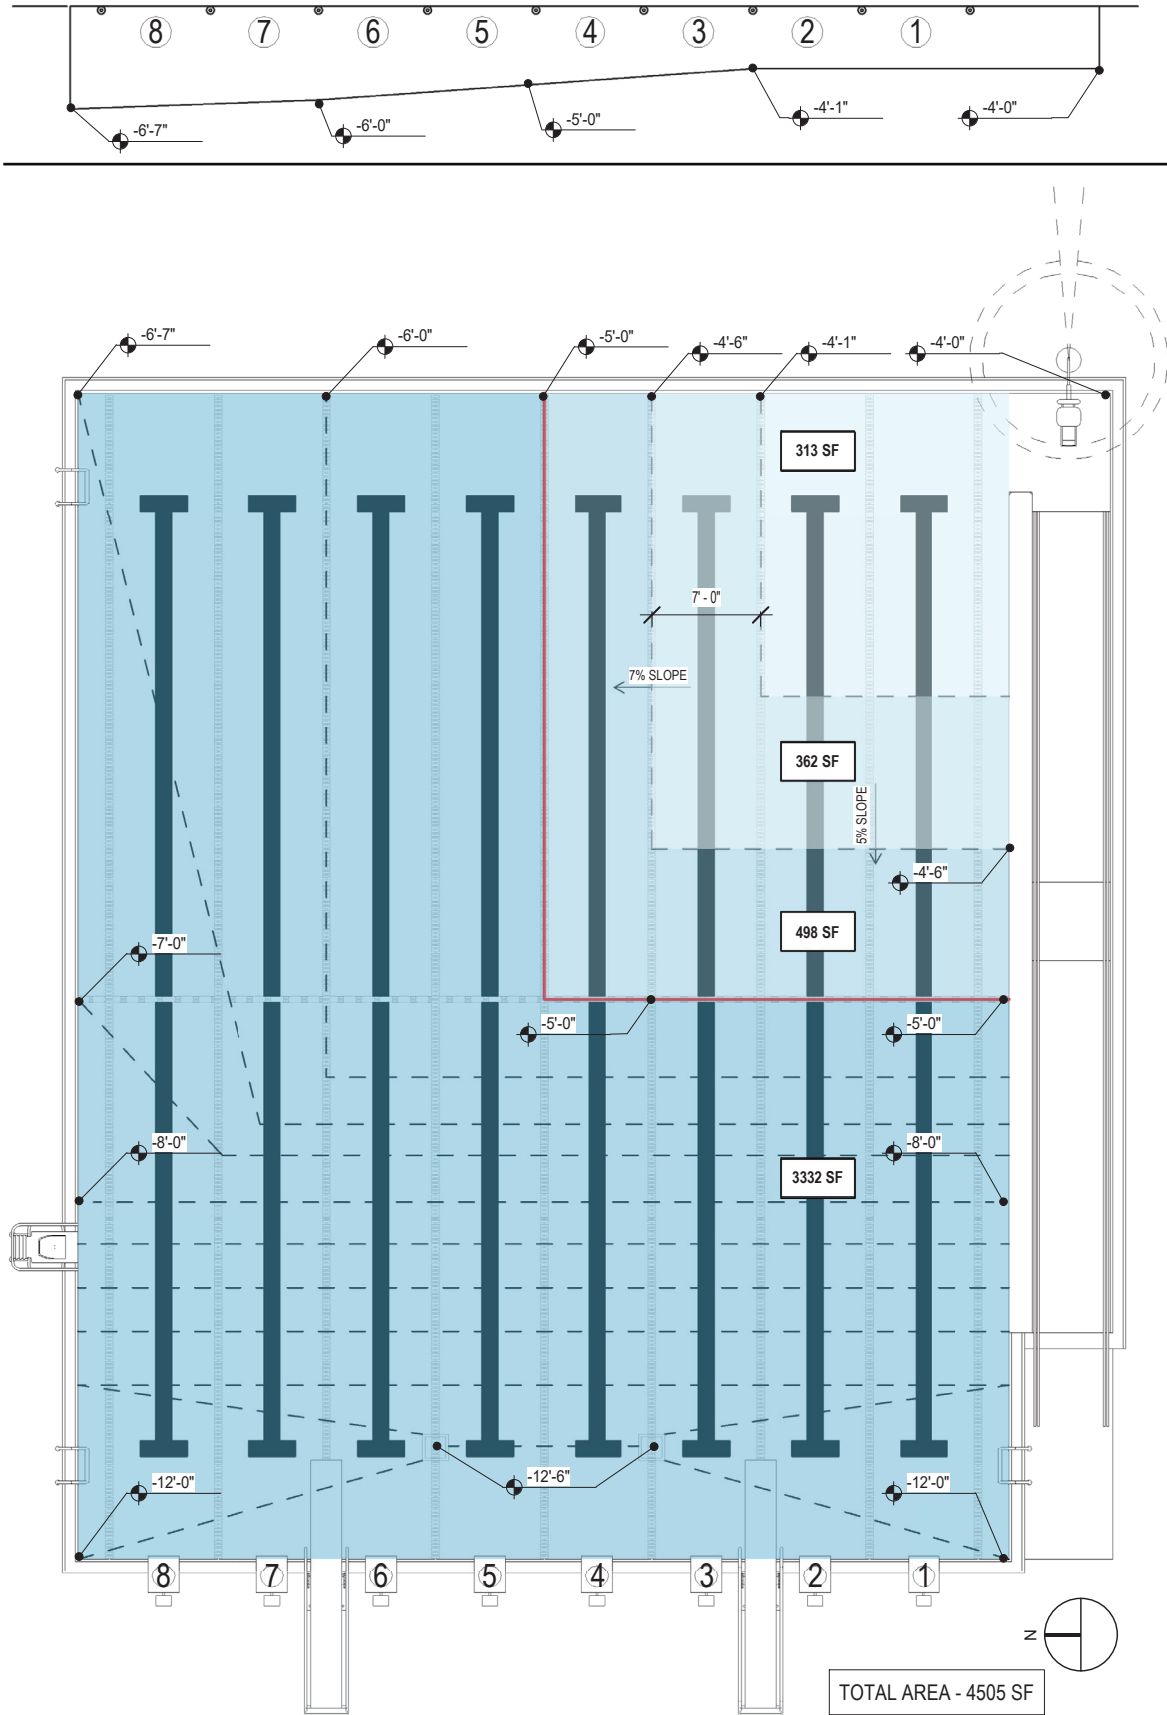 8 7 6 5 4 3 2 1
-6'-7" -6'-0" -5'-0" -4'-1" -4'-0"
-6'-7" -6'-0" -5'-0" -4'-6" -4'-1" -4'-0"
313 SF
7' - 0"
7% SLOPE
362 SF
5% SLOPE
-4'-6"
498 SF
-7'-0"
-5'-0" -5'-0"
-8'-0" -8'-0"
3332 SF
-12'-0" -12'-6" -12'-0"
8 7 6 5 4 3 2 1
N
TOTAL AREA - 4505 SF